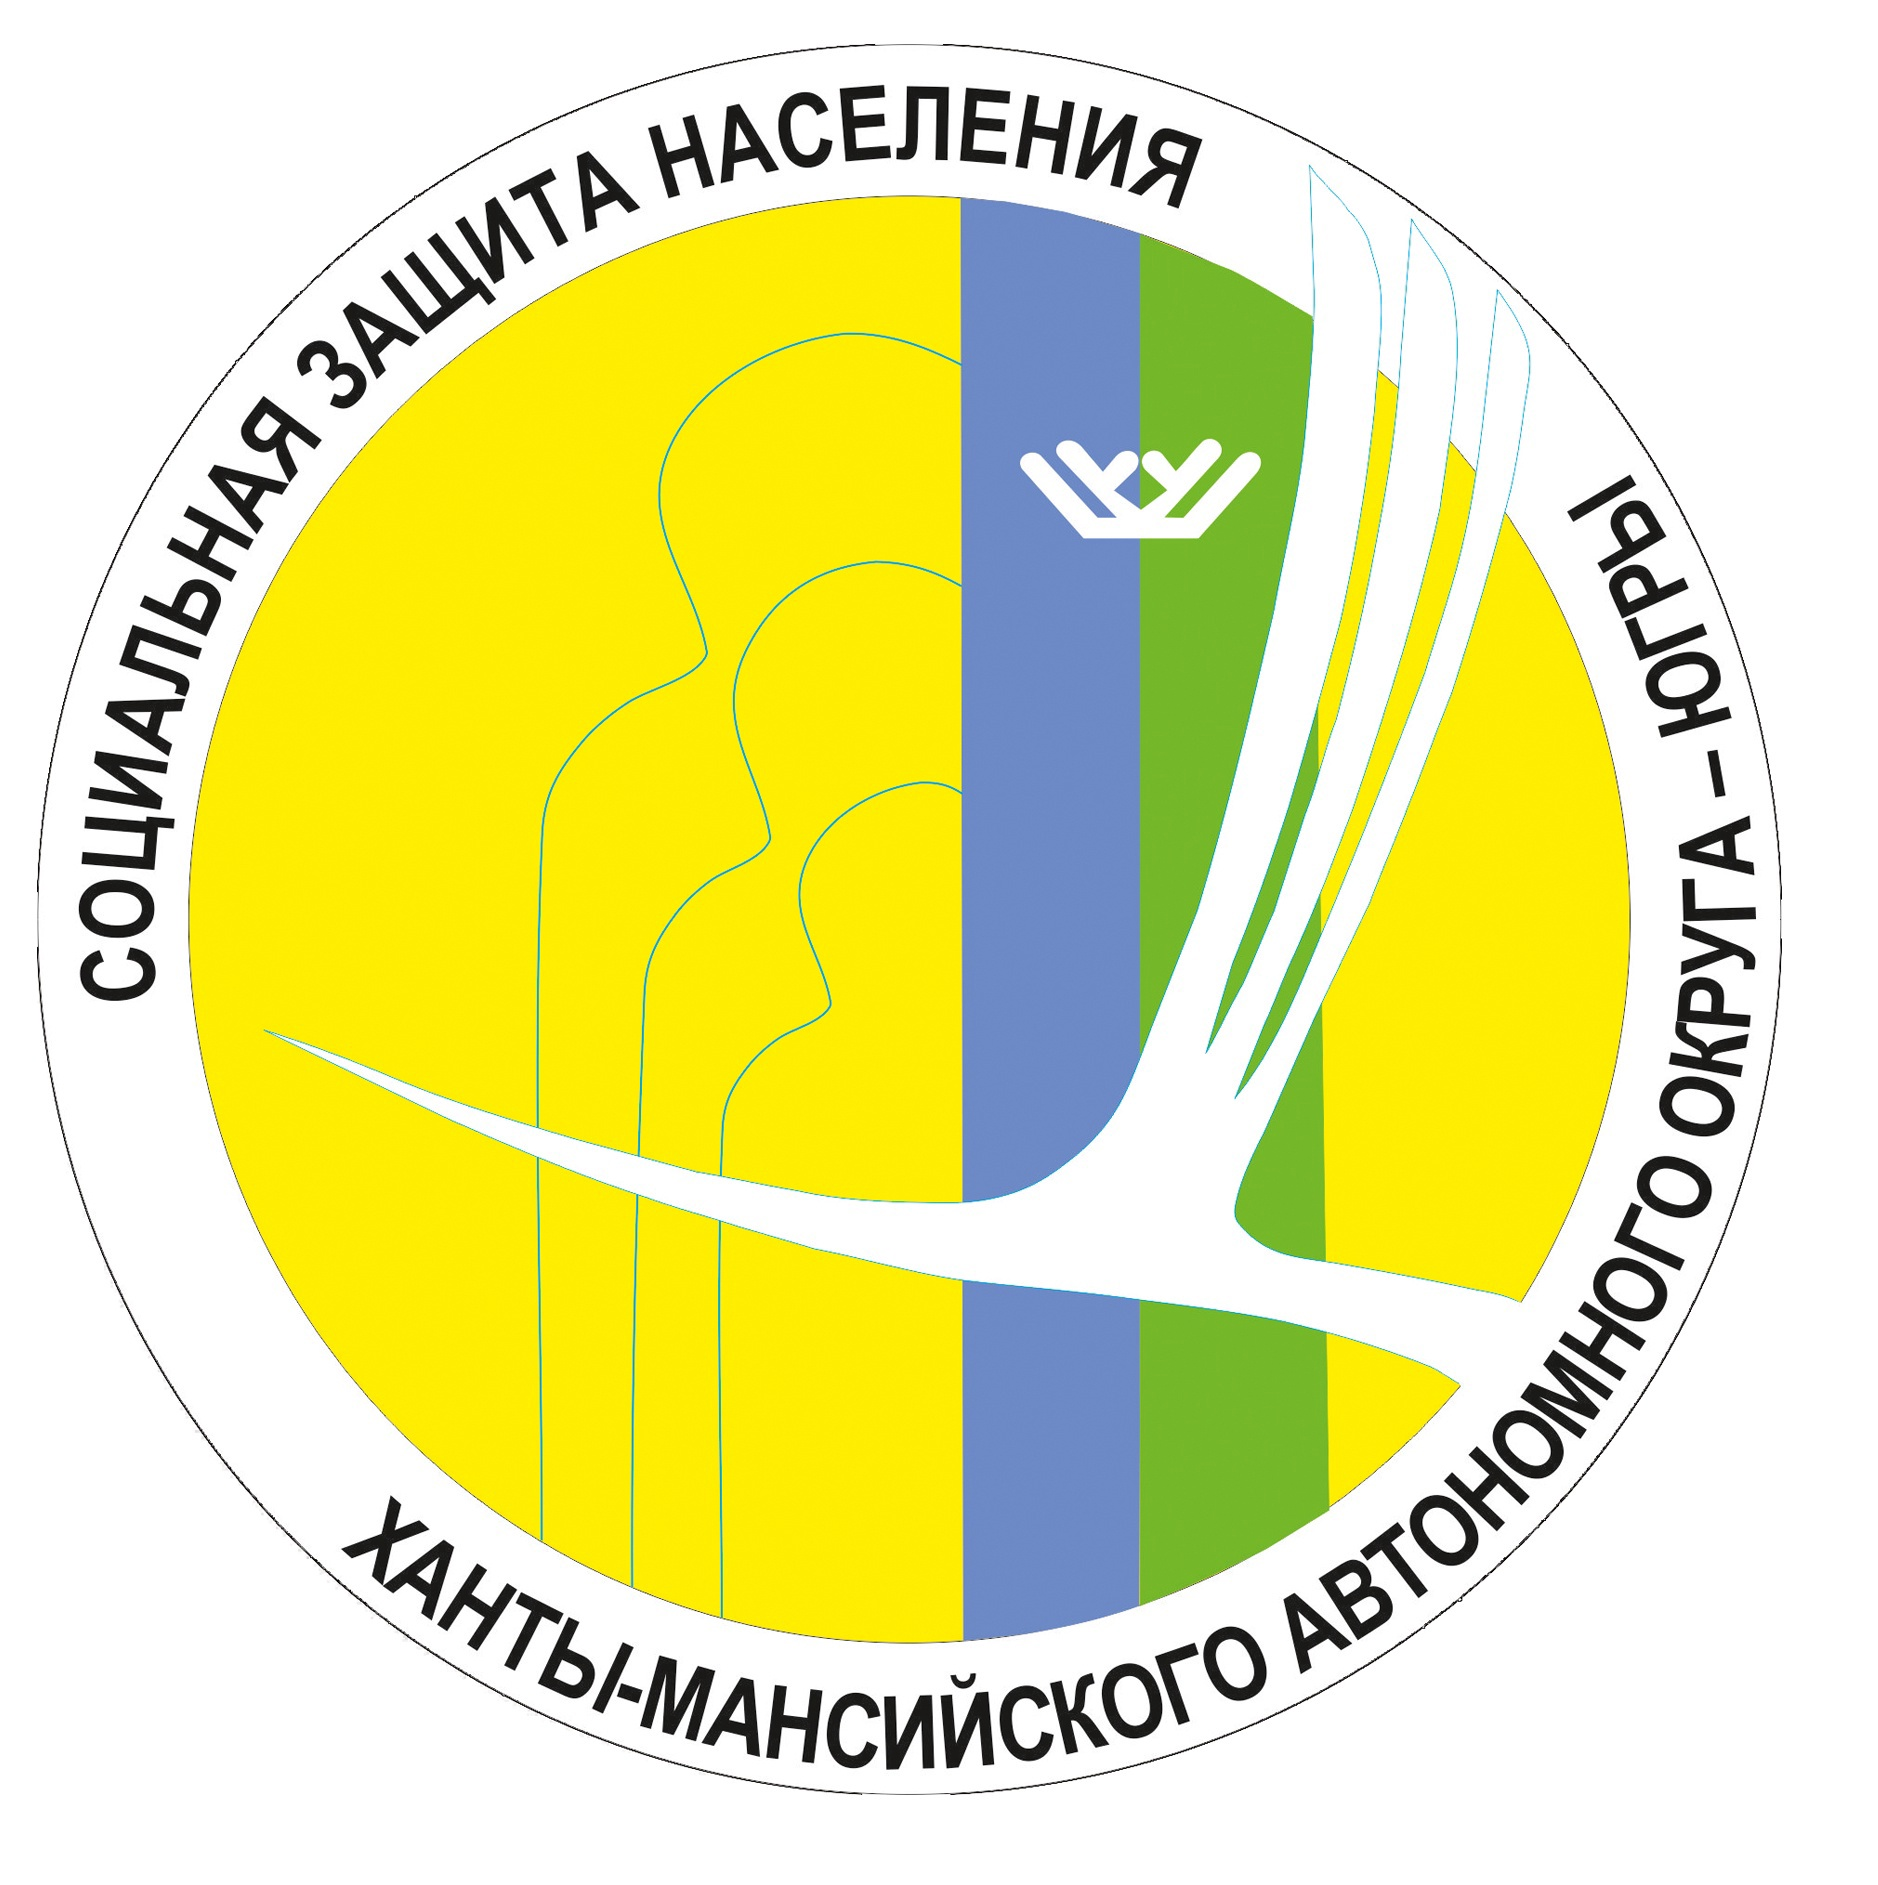 СОЦИАЛЬНАЯ ЗАЩИТА НАСЕЛЕНИЯ
ХАНТЫ-МАНСИЙСКОГО АВТОНОМНОГО ОКРУГА – ЮГРЫ